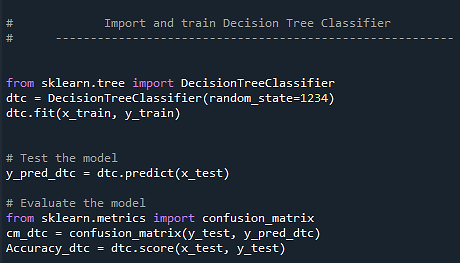 # Import and train Decision Tree Classifier
# ------------------------------------------------------
from sklearn.tree import DecisionTreeClassifier
dtc = DecisionTreeClassifier(random_state=1234)
dtc.fit(x_train, y_train)
# Test the model
y_pred_dtc = dtc.predict(x_test)
# Evaluate the model
from sklearn.metrics import confusion_matrix
cm_dtc = confusion_matrix(y_test, y_pred_dtc)
Accuracy_dtc = dtc.score(x_test, y_test)